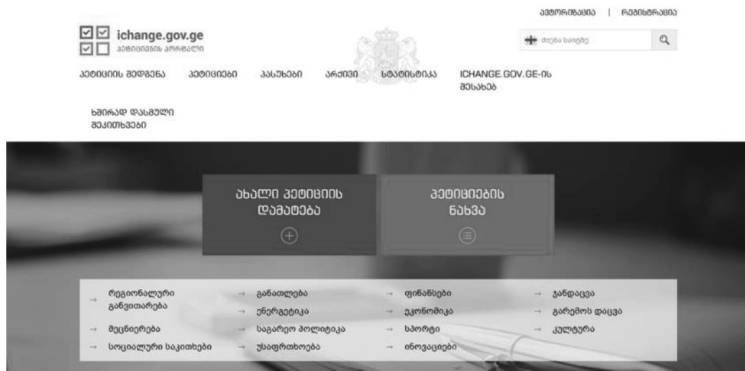 ავტორიზაცია | რეგისტრაცია
ichange.gov.ge
პეტიციების პორტალი
ძიება საიტზე
პეტიციის შედგენა პეტიციები პასუხები არქივი სტატისტიკა ICHANGE.GOV.GE-ის
შესახებ
ხშირად დასმული
შეკითხვები
ახალი პეტიციის
დამატება
პეტიციების
ნახვა
→ რეგიონალური
განვითარება
→ მეცნიერება
→ სოციალური საკითხები
→ განათლება
→ ენერგეტიკა
→ საგარეო პოლიტიკა
→ უსაფრთხოება
→ ფინანსები
→ ეკონომიკა
→ სპორტი
→ ინოვაციები
→ ჯანდაცვა
→ გარემოს დაცვა
→ კულტურა